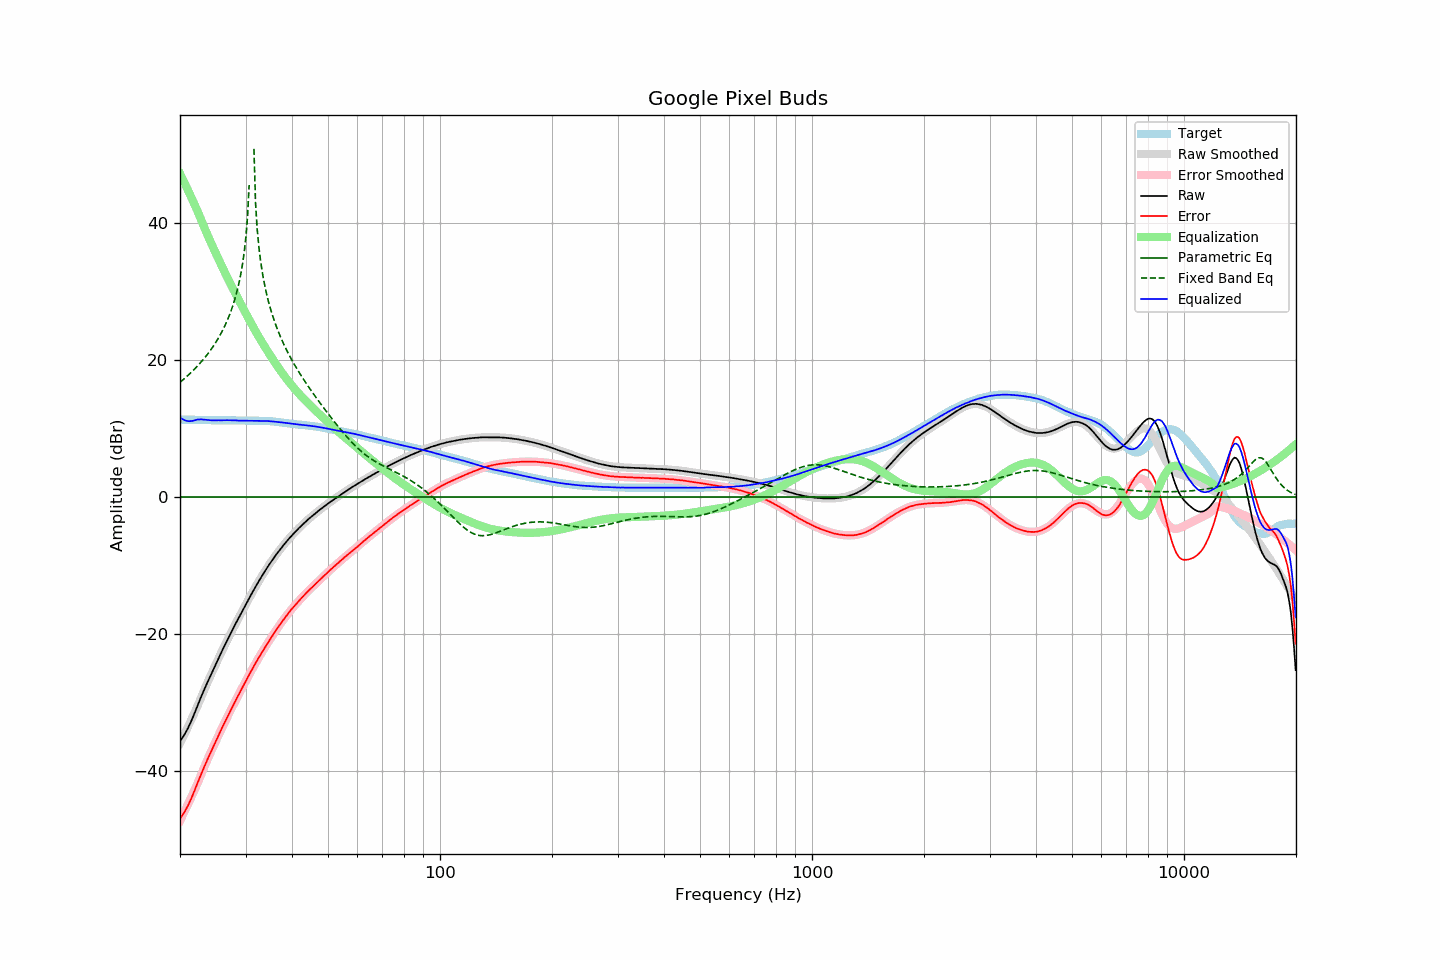 Google Pixel Buds
Target
Raw Smoothed
Error Smoothed
Raw
Error
Equalization
Parametric Eq
Fixed Band Eq
Equalized
Amplitude (dBr)
40
20
0
−20
−40
100
1000
10000
Frequency (Hz)